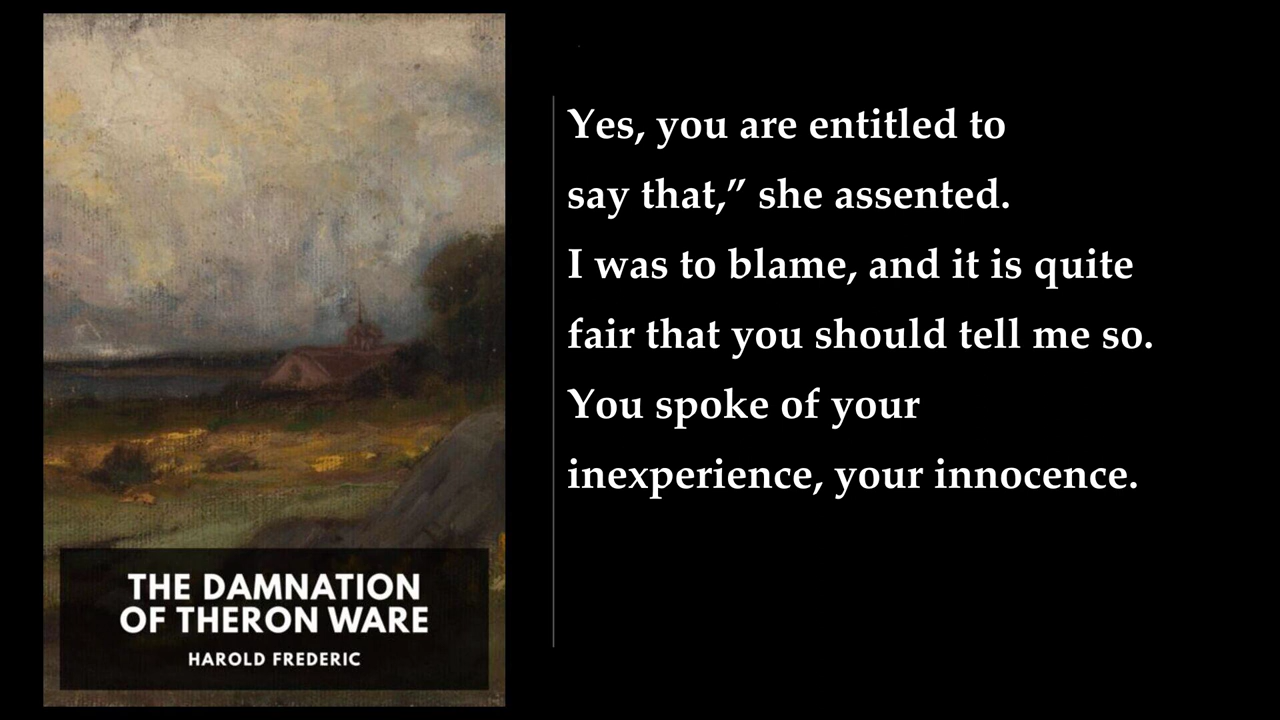 THE DAMNATION
OF THERON WARE
HAROLD FREDERIC
Yes, you are entitled to
say that,” she assented.
I was to blame, and it is quite
fair that you should tell me so.
You spoke of your
inexperience, your innocence.